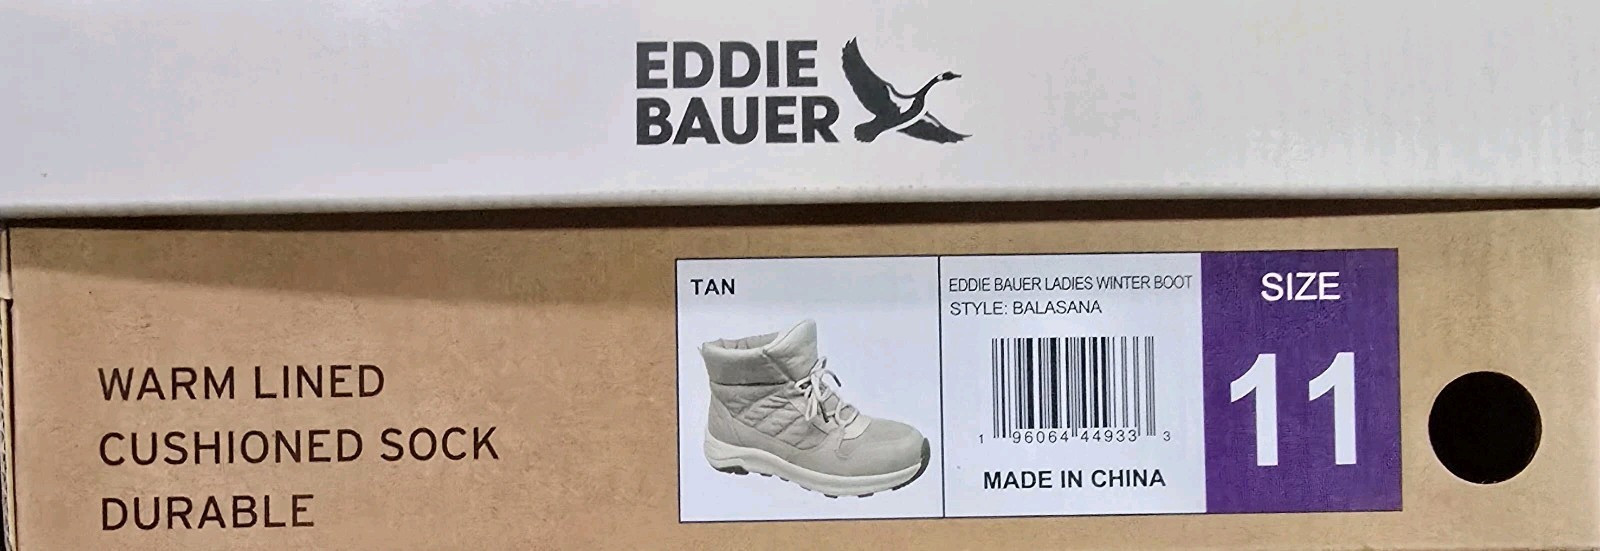 EDDIE
BAUER
WARM LINED
CUSHIONED SOCK
DURABLE
TAN
EDDIE BAUER LADIES WINTER BOOT
STYLE: BALASANA
1 96064 44933 3
MADE IN CHINA
SIZE
11